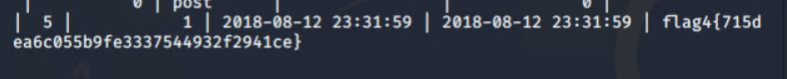 | 0 | post | 0 |
| 5 | 1 | 2018-08-12 23:31:59 | 2018-08-12 23:31:59 | flag4{715d
ea6c055b9fe3337544932f2941ce}